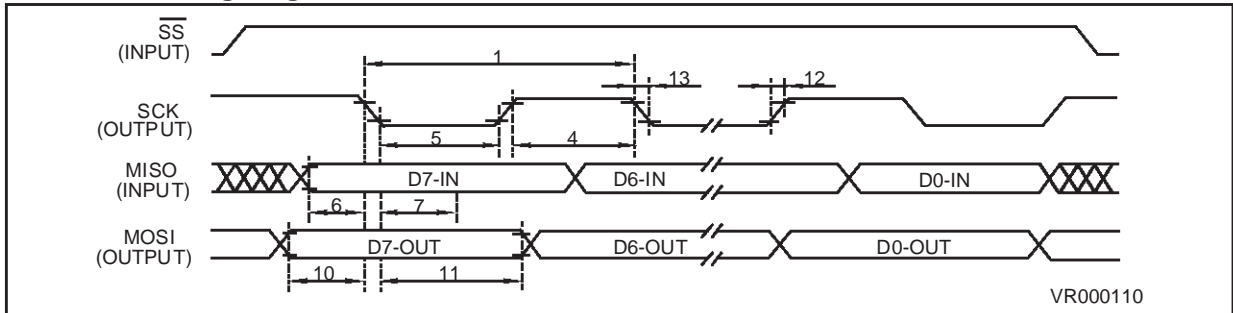 SS
(INPUT)
1
13
12
SCK
(OUTPUT)
5
4
MISO
(INPUT)
D7-IN
D6-IN
D0-IN
6
7
MOSI
(OUTPUT)
D7-OUT
D6-OUT
D0-OUT
10
11
VR000110